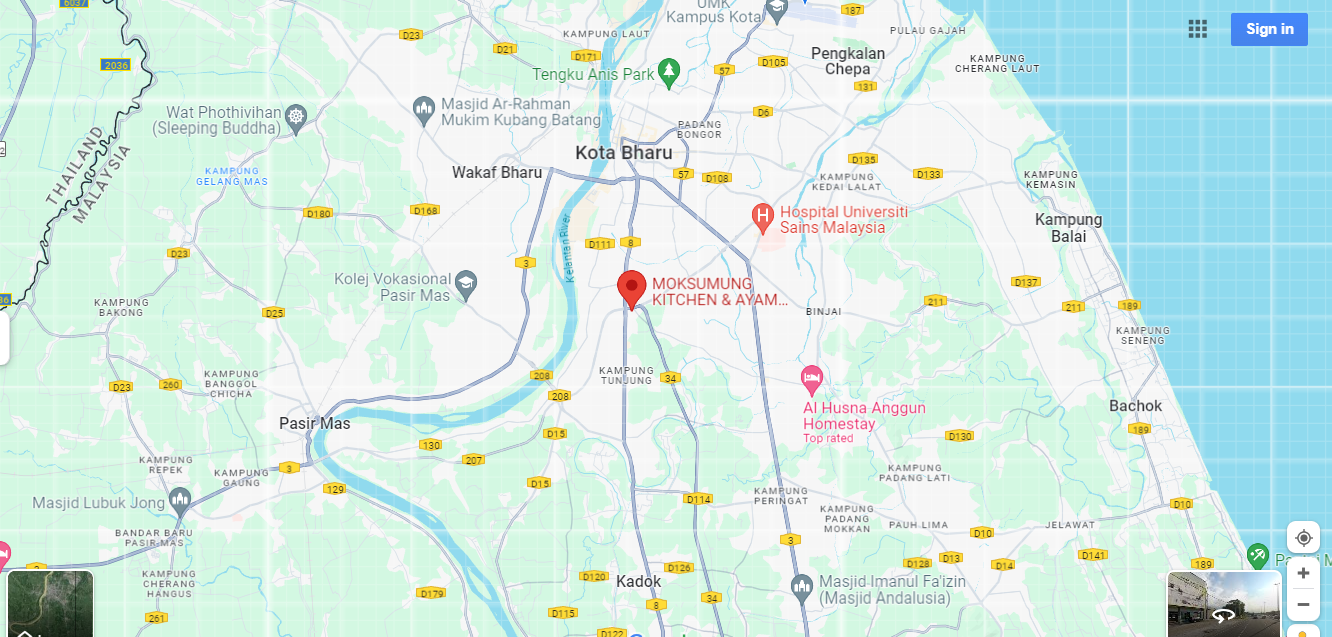 6037
UMK
Kampus Kota
187
PULAU GAJAH
Sign in
D23
KAMPUNG LAUT
D21
D171
Pengkalan
Chepa
KAMPUNG
CHERANG LAUT
2036
Tengku Anis Park
57
D105
131
Wat Phothivihan
(Sleeping Buddha)
Masjid Ar-Rahman
Mukim Kubang Batang
D6
PADANG
BONGOR
THAILAND
MALAYSIA
Kota Bharu
Wakaf Bharu
D135
KAMPUNG
GELANG MAS
57
D108
KAMPUNG
KEDAI LALAT
D133
KAMPUNG
KEMASIN
D180
D168
Hospital Universiti
Sains Malaysia
Kampung
Balai
Kelantan River
D23
D111
8
3
Kolej Vokasional
Pasir Mas
MOKSUMUNG
KITCHEN & AYAM...
D137
KAMPUNG
BAKONG
D25
BINJAI
211
211
189
KAMPUNG
SENENG
KAMPUNG
BANGGOL
CHICHA
D23
260
208
208
KAMPUNG
TUNJUNG
34
Al Husna Anggun
Homestay
Top rated
Bachok
189
Pasir Mas
130
D15
D130
207
KAMPUNG
REPEK
KAMPUNG
GAUNG
3
129
D15
KAMPUNG
PADANG LATI
Masjid Lubuk Jong
D114
KAMPUNG
PERINGAT
KAMPUNG
PADANG
MOKKAN
D10
BANDAR BARU
PASIR MAS
PAUH LIMA
D10
JELAWAT
3
D141
KAMPUNG
CHERANG
HANGUS
D120
D126
Kadok
D128
D13
D14
189
Masjid Imanul Fa'izin
(Masjid Andalusia)
D179
8
34
D115
261
D122